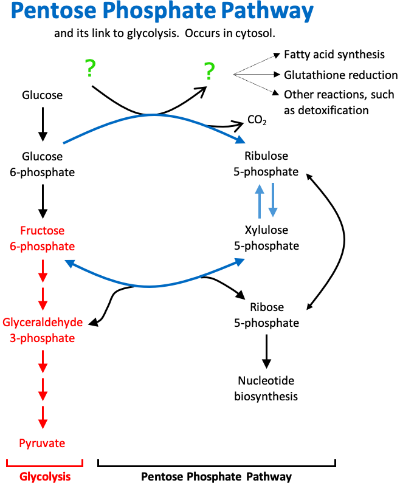 Pentose Phosphate Pathway
and its link to glycolysis.  Occurs in cytosol.
?
?
Fatty acid synthesis
Glutathione reduction
Other reactions, such
as detoxification
Glucose
CO₂
Glucose
6-phosphate
Ribulose
5-phosphate
Fructose
6-phosphate
Xylulose
5-phosphate
Glyceraldehyde
3-phosphate
Ribose
5-phosphate
Nucleotide
biosynthesis
Pyruvate
Glycolysis
Pentose Phosphate Pathway